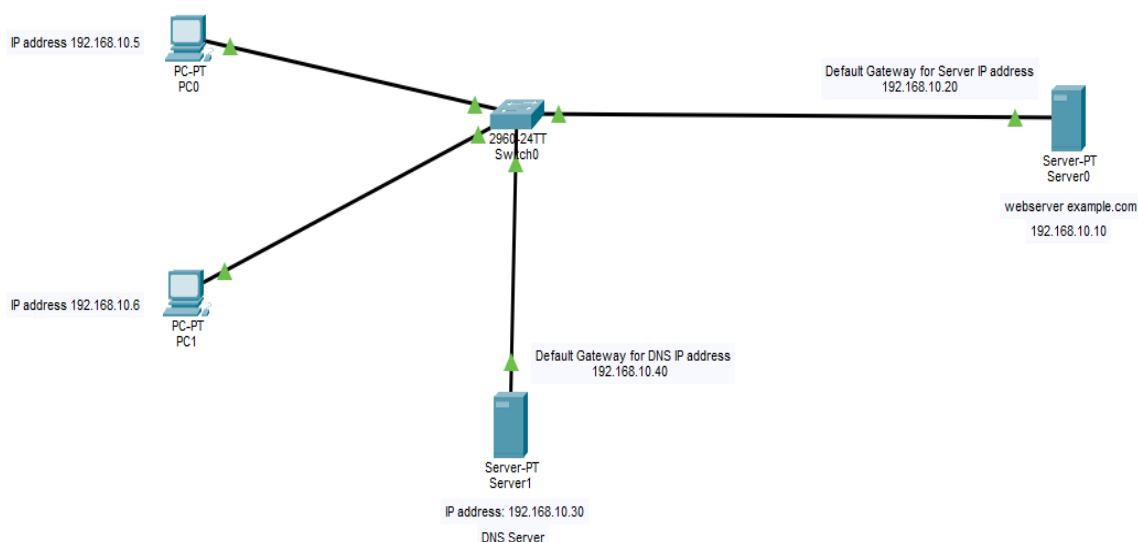 IP address 192.168.10.5
PC-PT
PC0
Default Gateway for Server IP address
192.168.10.20
2960-24TT
Switch0
Server-PT
Server0
webserver example.com
192.168.10.10
IP address 192.168.10.6
PC-PT
PC1
Default Gateway for DNS IP address
192.168.10.40
Server-PT
Server1
IP address: 192.168.10.30
DNS Server